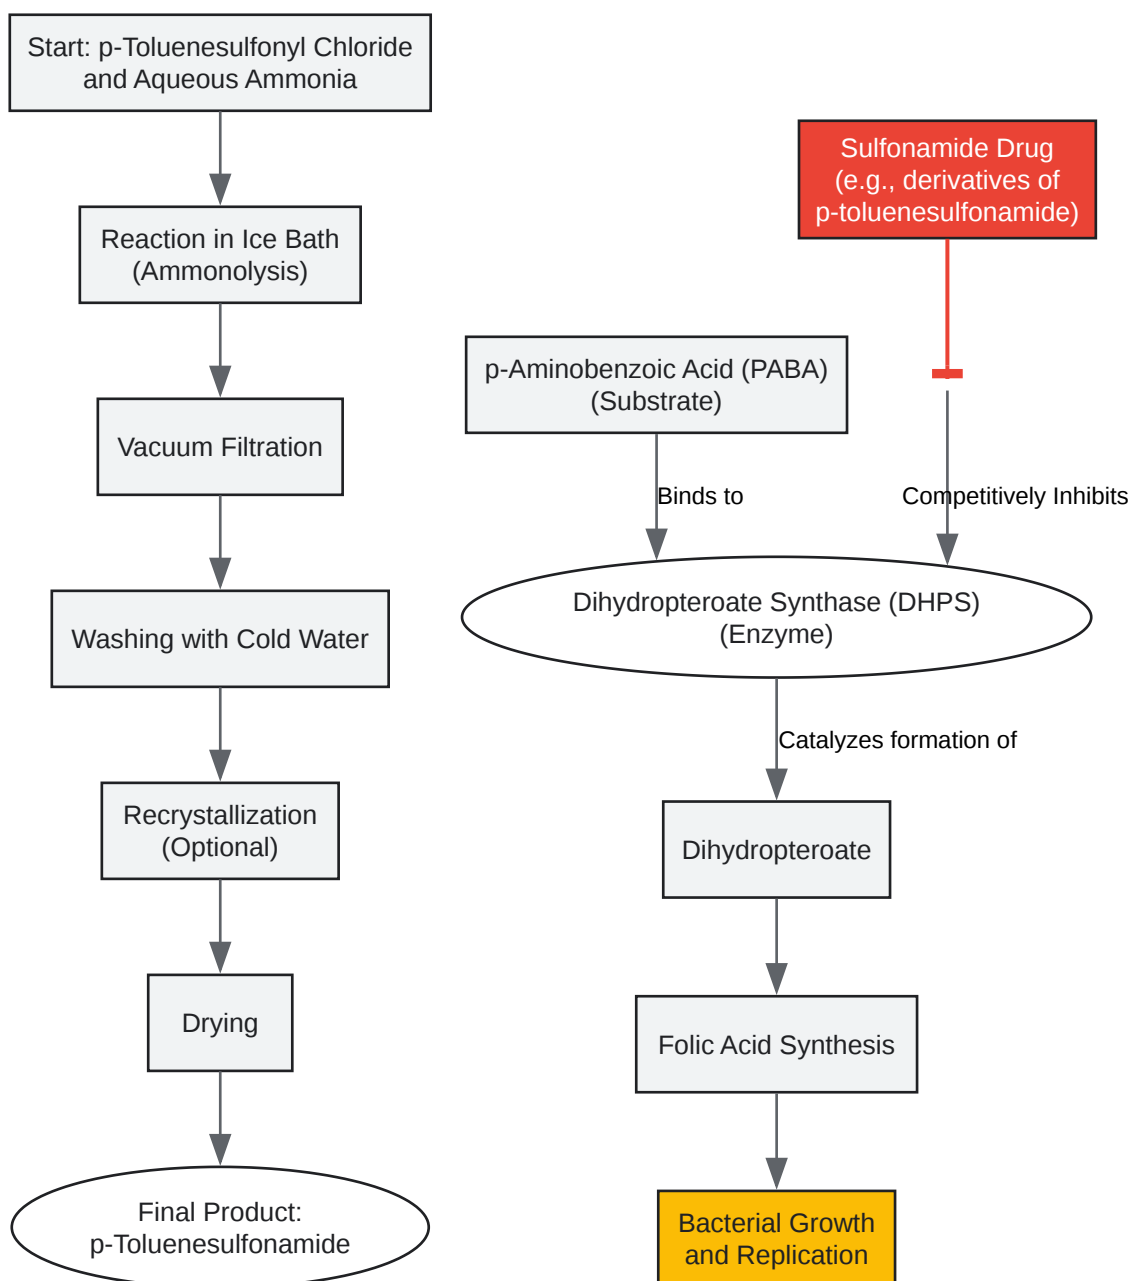 Start: p-Toluenesulfonyl Chloride
and Aqueous Ammonia
Reaction in Ice Bath
(Ammonolysis)
Vacuum Filtration
Washing with Cold Water
Recrystallization
(Optional)
Drying
Final Product:
p-Toluenesulfonamide
Sulfonamide Drug
(e.g., derivatives of
p-toluenesulfonamide)
p-Aminobenzoic Acid (PABA)
(Substrate)
Binds to
Competitively Inhibits
Dihydropteroate Synthase (DHPS)
(Enzyme)
Catalyzes formation of
Dihydropteroate
Folic Acid Synthesis
Bacterial Growth
and Replication